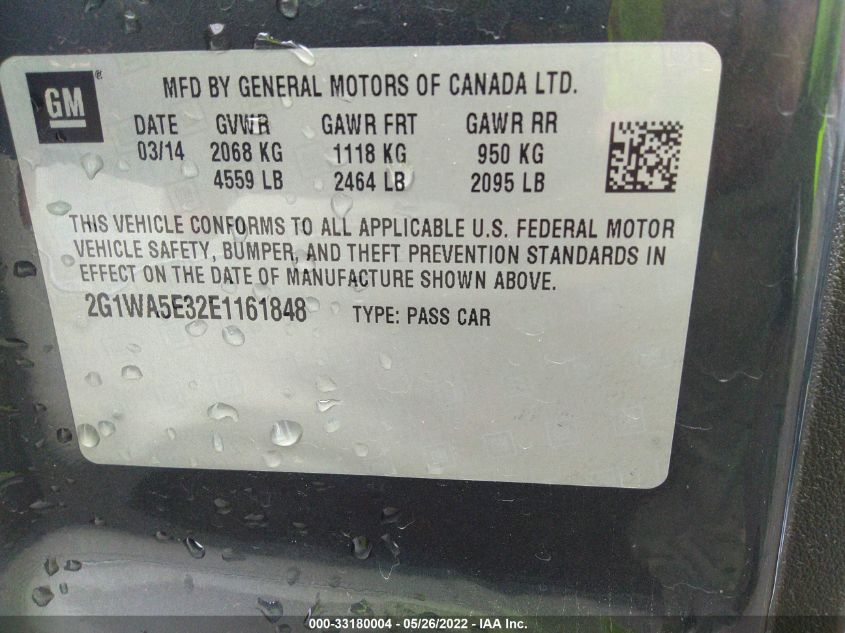 GM ®
MFD BY GENERAL MOTORS OF CANADA LTD.
DATE GVWR GAWR FRT GAWR RR
03/14 2068 KG 1118 KG 950 KG
4559 LB 2464 LB 2095 LB
THIS VEHICLE CONFORMS TO ALL APPLICABLE U.S. FEDERAL MOTOR
VEHICLE SAFETY, BUMPER, AND THEFT PREVENTION STANDARDS IN
EFFECT ON THE DATE OF MANUFACTURE SHOWN ABOVE.
2G1WA5E32E1161848 TYPE: PASS CAR
000-33180004 - 05/26/2022 - IAA Inc.